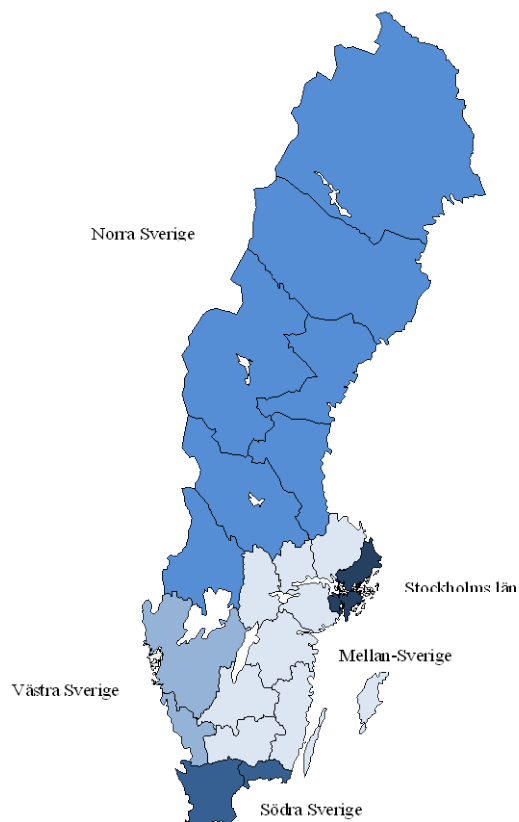 Norra Sverige
Stockholms län
Mellan-Sverige
Västra Sverige
Södra Sverige